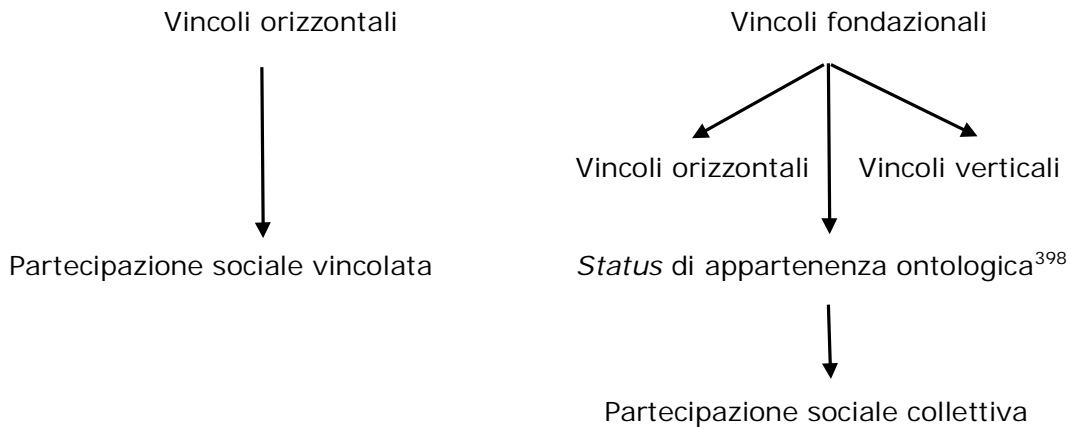 Vincoli orizzontali
Vincoli fondazionali
Vincoli orizzontali
Vincoli verticali
Partecipazione sociale vincolata
Status di appartenenza ontologica398
Partecipazione sociale collettiva